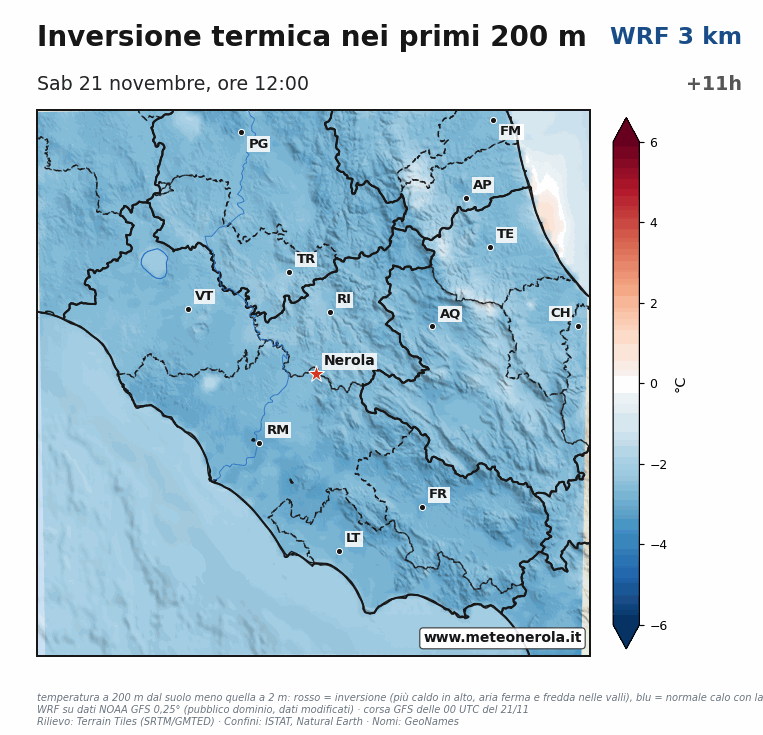 Inversione termica nei primi 200 m WRF 3 km
Sab 21 novembre, ore 12:00 +11h
FM
PG
AP
TE
TR
VT
RI
AQ
CH
Nerola
RM
FR
LT
www.meteonerola.it
6
4
2
0
−2
−4
−6
°C
temperatura a 200 m dal suolo meno quella a 2 m: rosso = inversione (più caldo in alto, aria ferma e fredda nelle valli), blu = normale calo con la
WRF su dati NOAA GFS 0,25° (pubblico dominio, dati modificati) · corsa GFS delle 00 UTC del 21/11
Rilievo: Terrain Tiles (SRTM/GMTED) · Confini: ISTAT, Natural Earth · Nomi: GeoNames